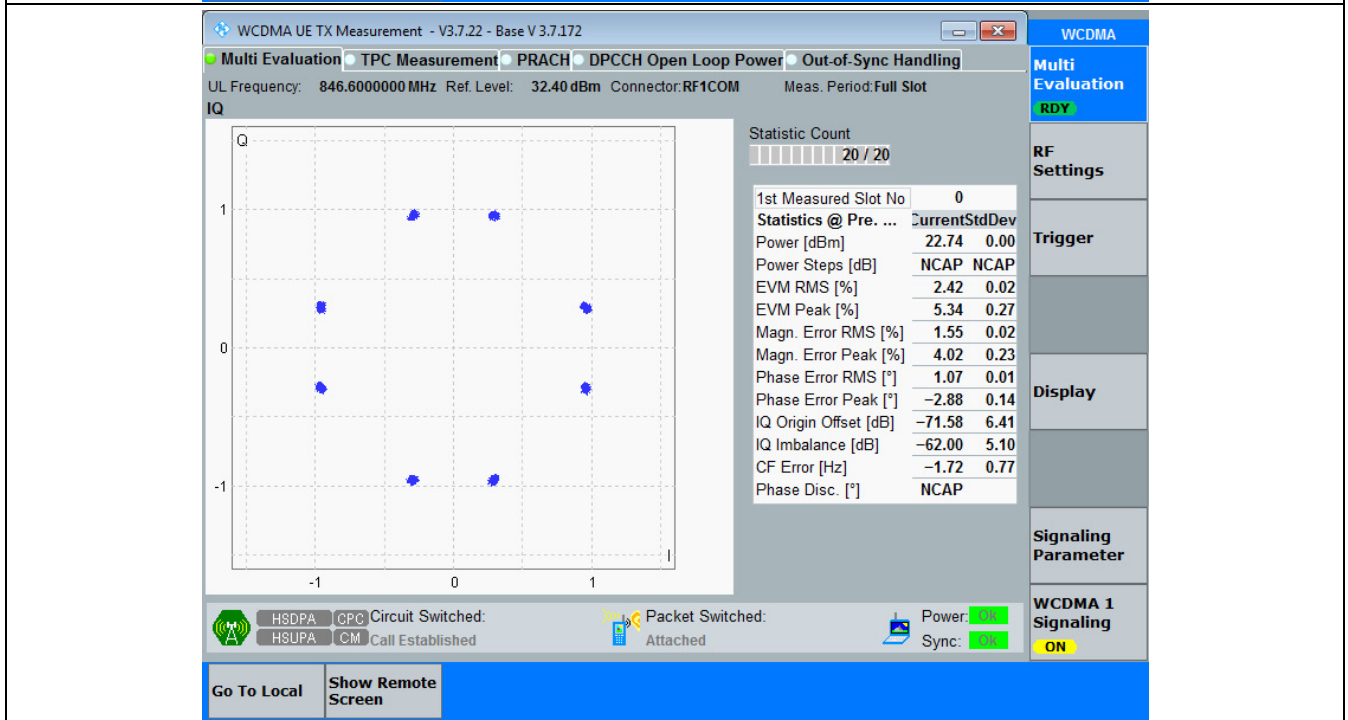 WCDMA UE TX Measurement - V3.7.22 - Base V 3.7.172
WCDMA
Multi Evaluation TPC Measurement PRACH DPCCH Open Loop Power Out-of-Sync Handling
Multi
Evaluation
RDY
UL Frequency: 846.6000000 MHz Ref. Level: 32.40 dBm Connector: RF1COM Meas. Period: Full Slot
IQ
Q
1
0
-1
-1 0 1
I
Statistic Count
20 / 20
1st Measured Slot No 0
Statistics @ Pre. ... Current StdDev
Power [dBm] 22.74 0.00
Power Steps [dB] NCAP NCAP
EVM RMS [%] 2.42 0.02
EVM Peak [%] 5.34 0.27
Magn. Error RMS [%] 1.55 0.02
Magn. Error Peak [%] 4.02 0.23
Phase Error RMS [°] 1.07 0.01
Phase Error Peak [°] −2.88 0.14
IQ Origin Offset [dB] −71.58 6.41
IQ Imbalance [dB] −62.00 5.10
CF Error [Hz] −1.72 0.77
Phase Disc. [°] NCAP
RF
Settings
Trigger
Display
Signaling
Parameter
WCDMA 1
Signaling
ON
HSDPA CPC Circuit Switched: Packet Switched: Power: Ok
HSUPA CM Call Established Attached Sync: Ok
Go To Local
Show Remote
Screen